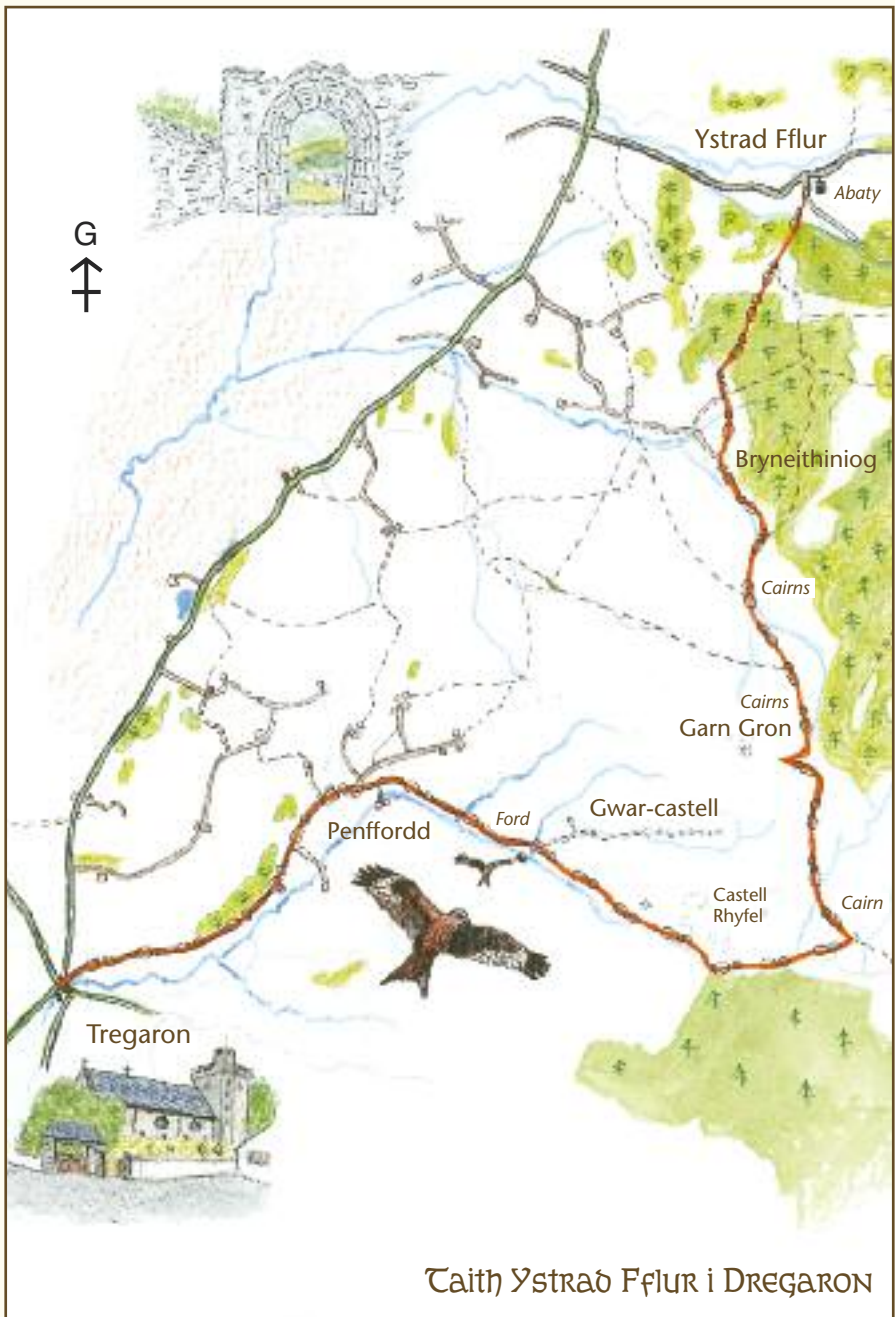 Ystrad Fflur
Abaty
G
Bryneithiniog
Cairns
Cairns
Garn Gron
Gwar-castell
Ford
Penffordd
Castell
Rhyfel
Cairn
Tregaron
Taith Ystrad Fflur i Dregaron